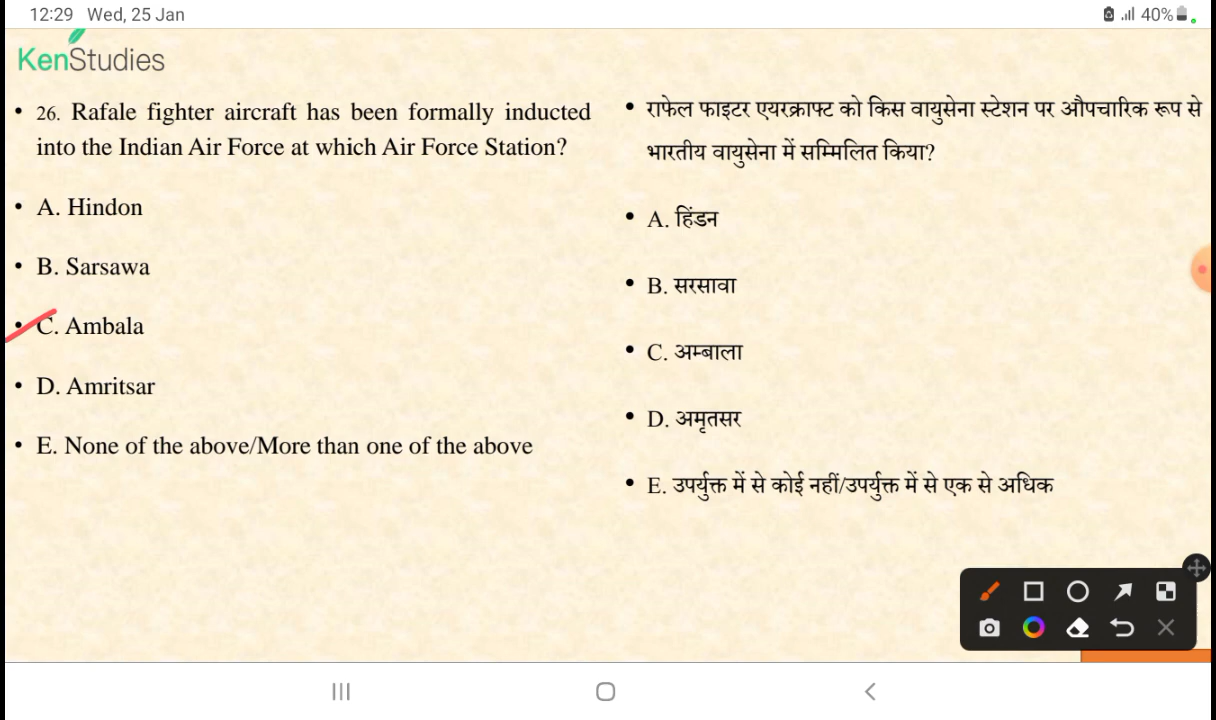 12:29 Wed, 25 Jan
40%
KenStudies
• 26. Rafale fighter aircraft has been formally inducted
into the Indian Air Force at which Air Force Station?
• A. Hindon
• B. Sarsawa
• C. Ambala
• D. Amritsar
• E. None of the above/More than one of the above
• राफेल फाइटर एयरक्राफ्ट को किस वायुसेना स्टेशन पर औपचारिक रूप से
भारतीय वायुसेना में सम्मिलित किया?
• A. हिंडन
• B. सरसावा
• C. अम्बाला
• D. अमृतसर
• E. उपर्युक्त में से कोई नहीं/उपर्युक्त में से एक से अधिक